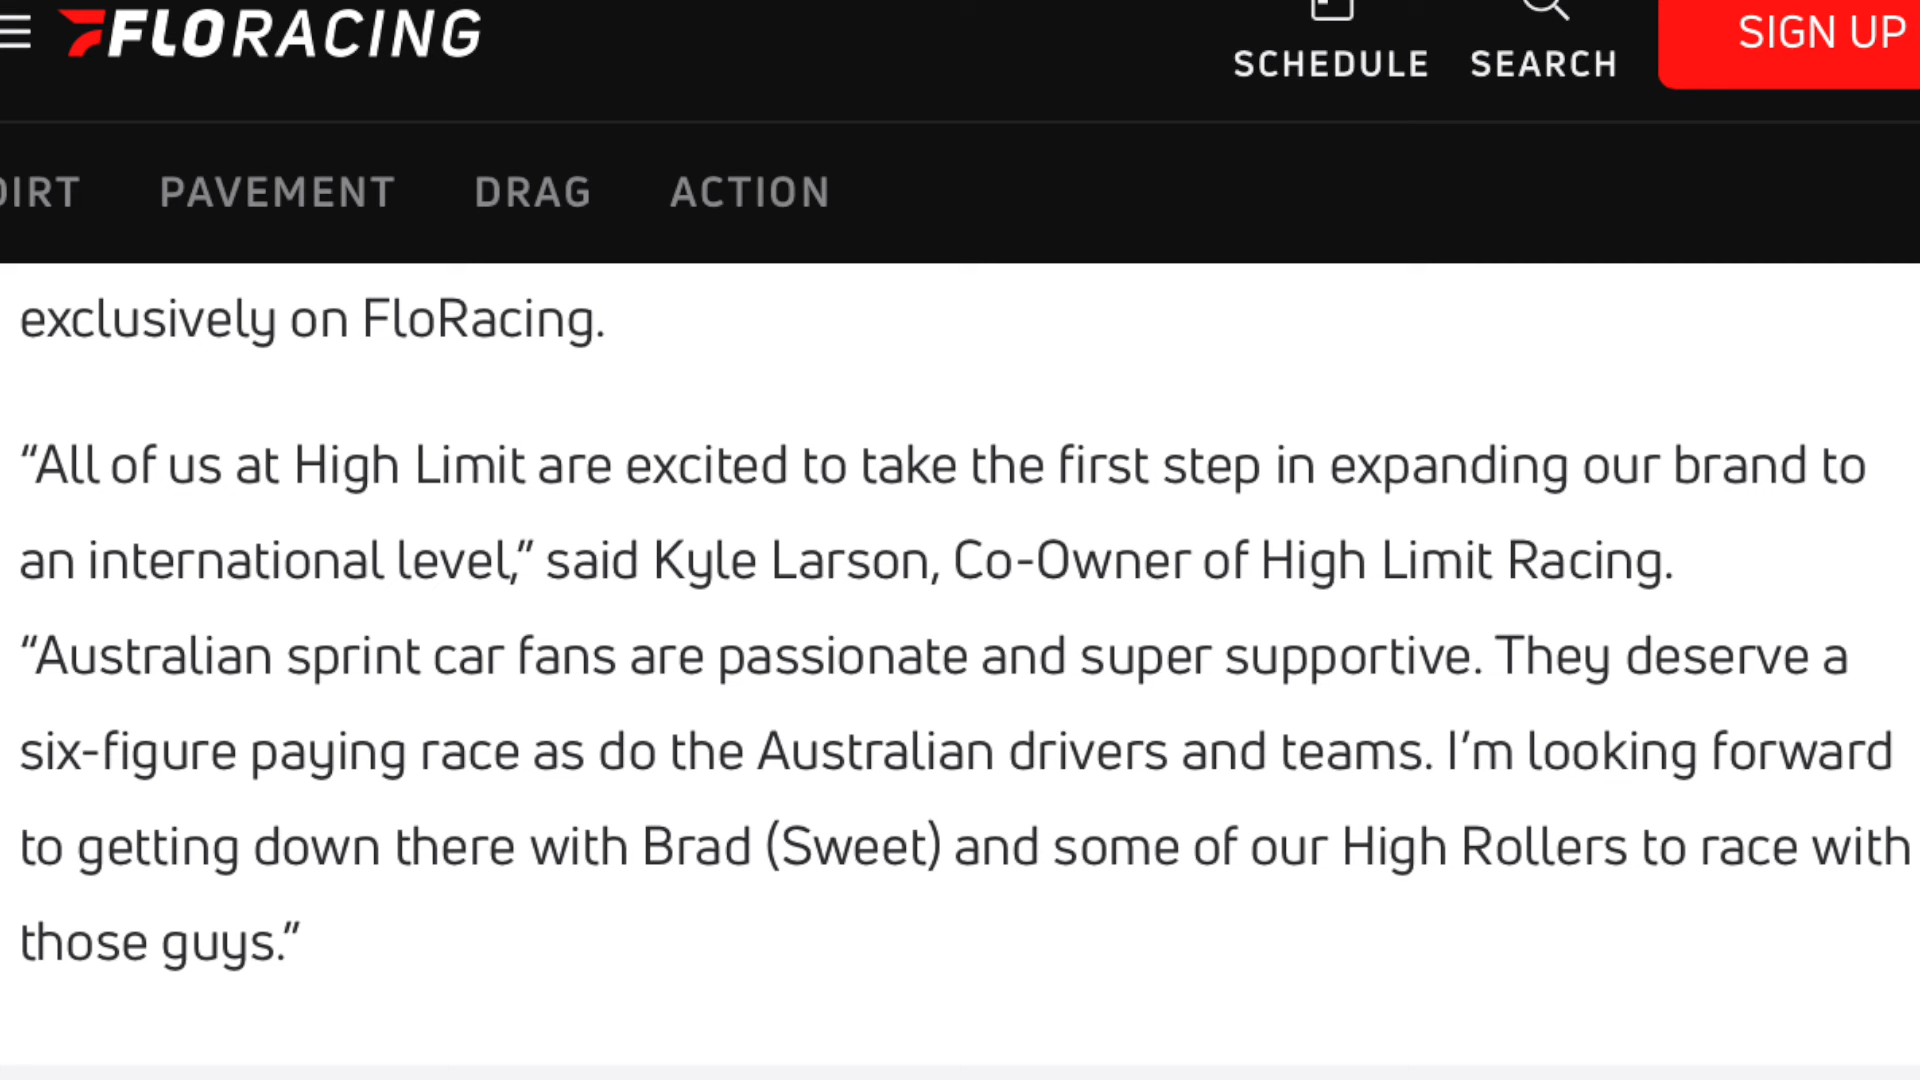 FLORACING
SCHEDULE SEARCH SIGN UP
DIRT PAVEMENT DRAG ACTION
exclusively on FloRacing.
“All of us at High Limit are excited to take the first step in expanding our brand to
an international level,” said Kyle Larson, Co-Owner of High Limit Racing.
“Australian sprint car fans are passionate and super supportive. They deserve a
six-figure paying race as do the Australian drivers and teams. I’m looking forward
to getting down there with Brad (Sweet) and some of our High Rollers to race with
those guys.”